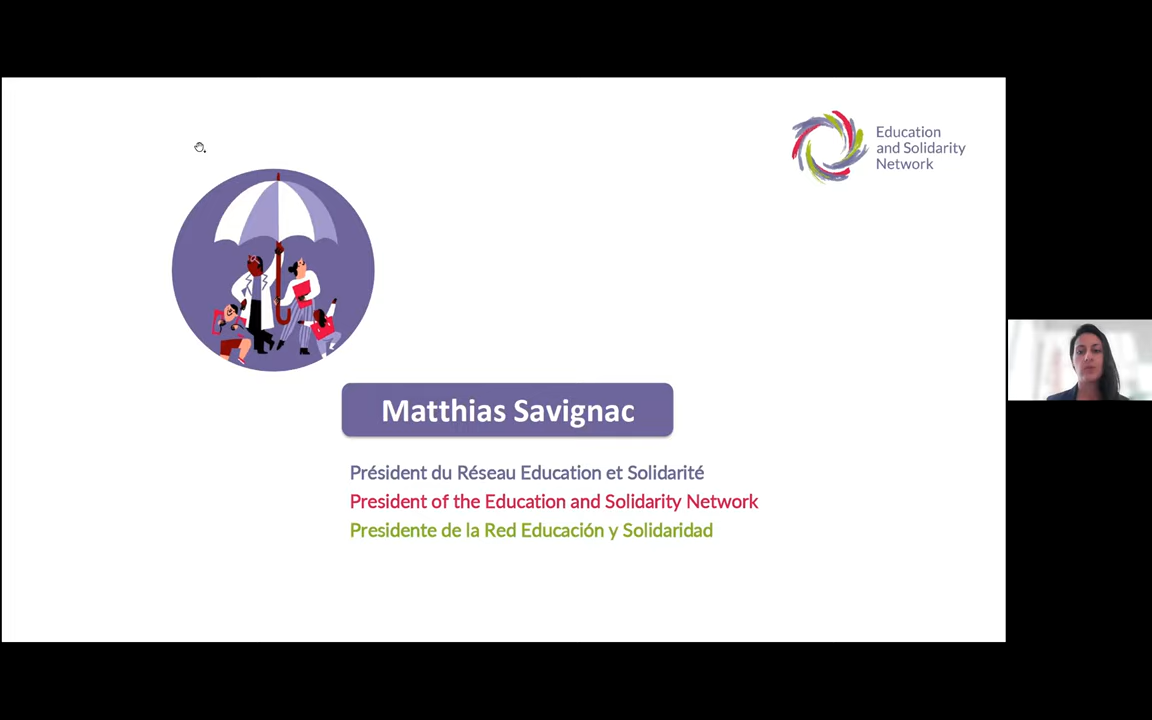 Education
and Solidarity
Network
Matthias Savignac
Président du Réseau Education et Solidarité
President of the Education and Solidarity Network
Presidente de la Red Educación y Solidaridad